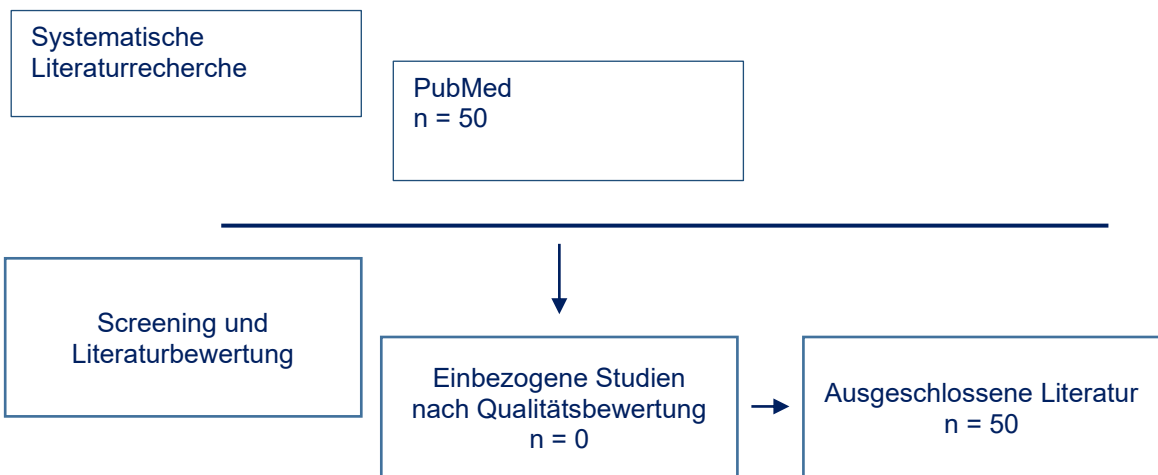 Systematische
Literaturrecherche
PubMed
n = 50
Screening und
Literaturbewertung
Einbezogene Studien
nach Qualitätsbewertung
n = 0
Ausgeschlossene Literatur
n = 50